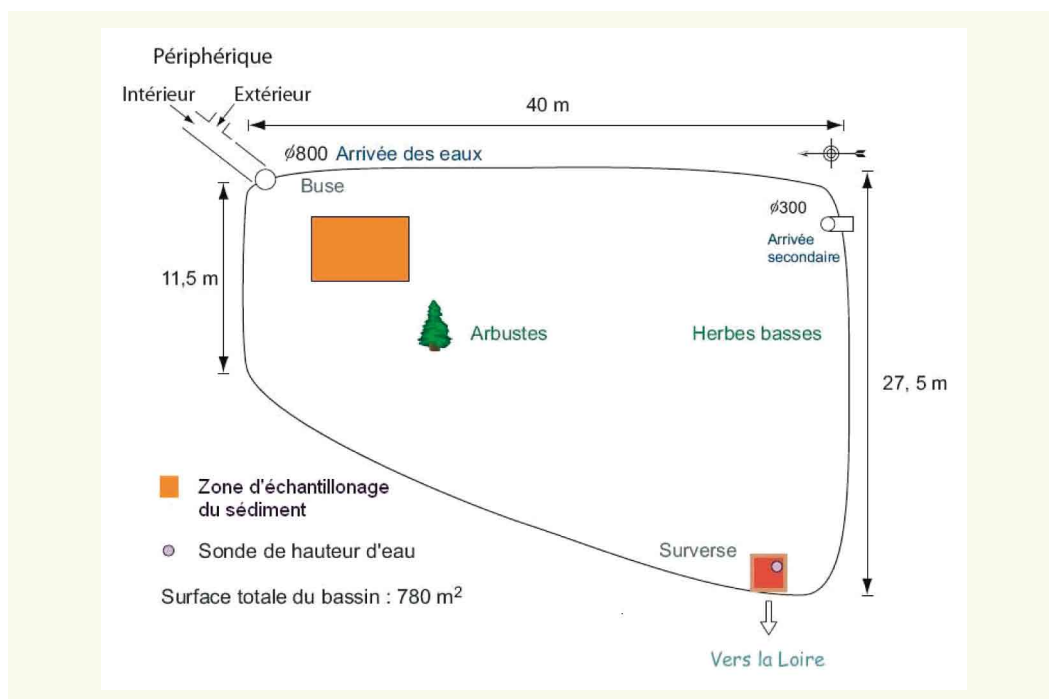 Périphérique
Intérieur Extérieur
40 m
ø800 Arrivée des eaux
Buse
ø300
Arrivée
secondaire
11,5 m
Arbustes
Herbes basses
27, 5 m
Zone d'échantillonage
du sédiment
Surverse
Sonde de hauteur d'eau
Surface totale du bassin : 780 m²
Vers la Loire